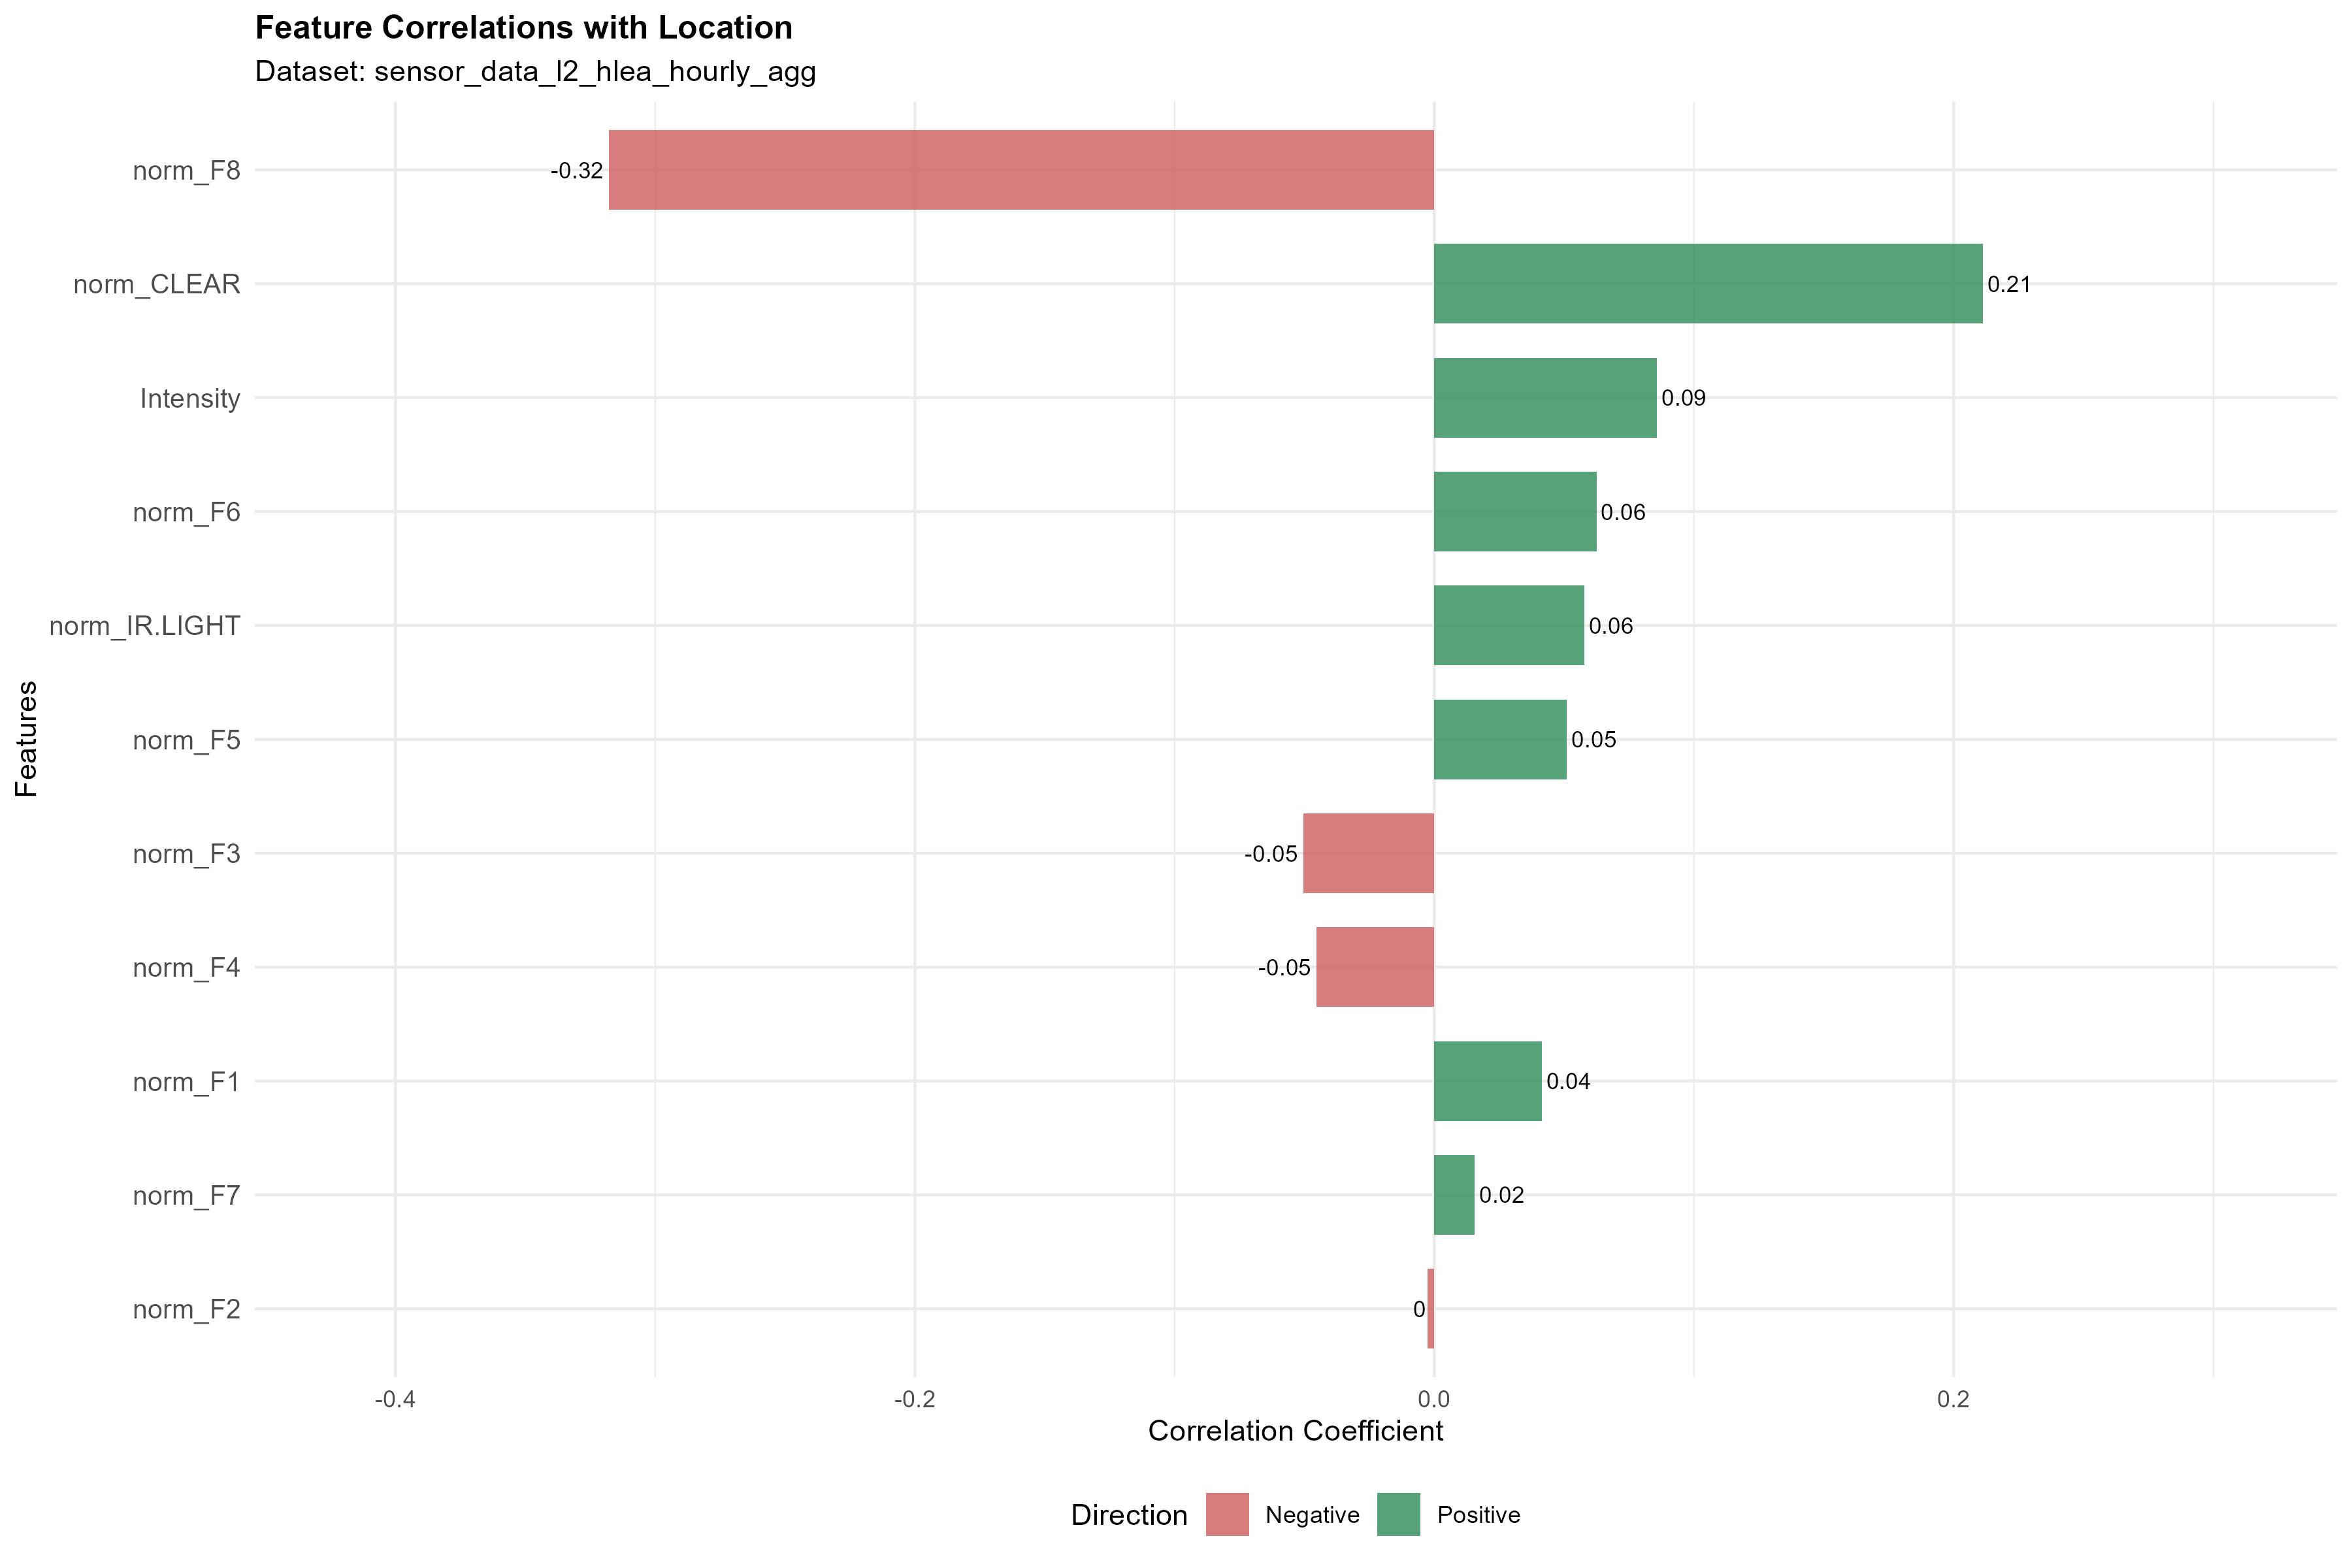 Feature Correlations with Location
Dataset: sensor_data_l2_hlea_hourly_agg
norm_F8
-0.32
norm_CLEAR
0.21
Intensity
0.09
norm_F6
0.06
norm_IR.LIGHT
0.06
norm_F5
0.05
norm_F3
-0.05
norm_F4
-0.05
norm_F1
0.04
norm_F7
0.02
norm_F2
0
Features
-0.4 -0.2 0.0 0.2
Correlation Coefficient
Direction Negative Positive